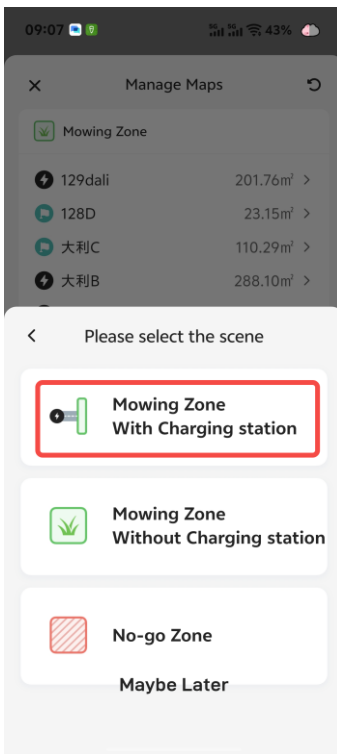 09:07 5G 5G 43%
Manage Maps
Mowing Zone
129dali 201.76㎡ >
128D 23.15㎡ >
大利C 110.29㎡ >
大利B 288.10㎡ >
Please select the scene
Mowing Zone
With Charging station
Mowing Zone
Without Charging station
No-go Zone
Maybe Later